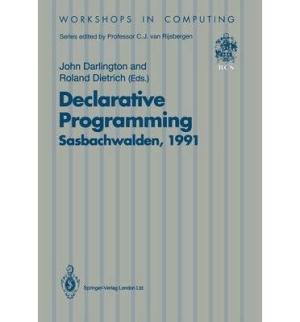 WORKSHOPS IN COMPUTING
Series edited by Professor C.J. van Rijsbergen
BCS
John Darlington and
Roland Dietrich (Eds.)
Declarative
Programming
Sasbachwalden, 1991
Springer-Verlag London Ltd.